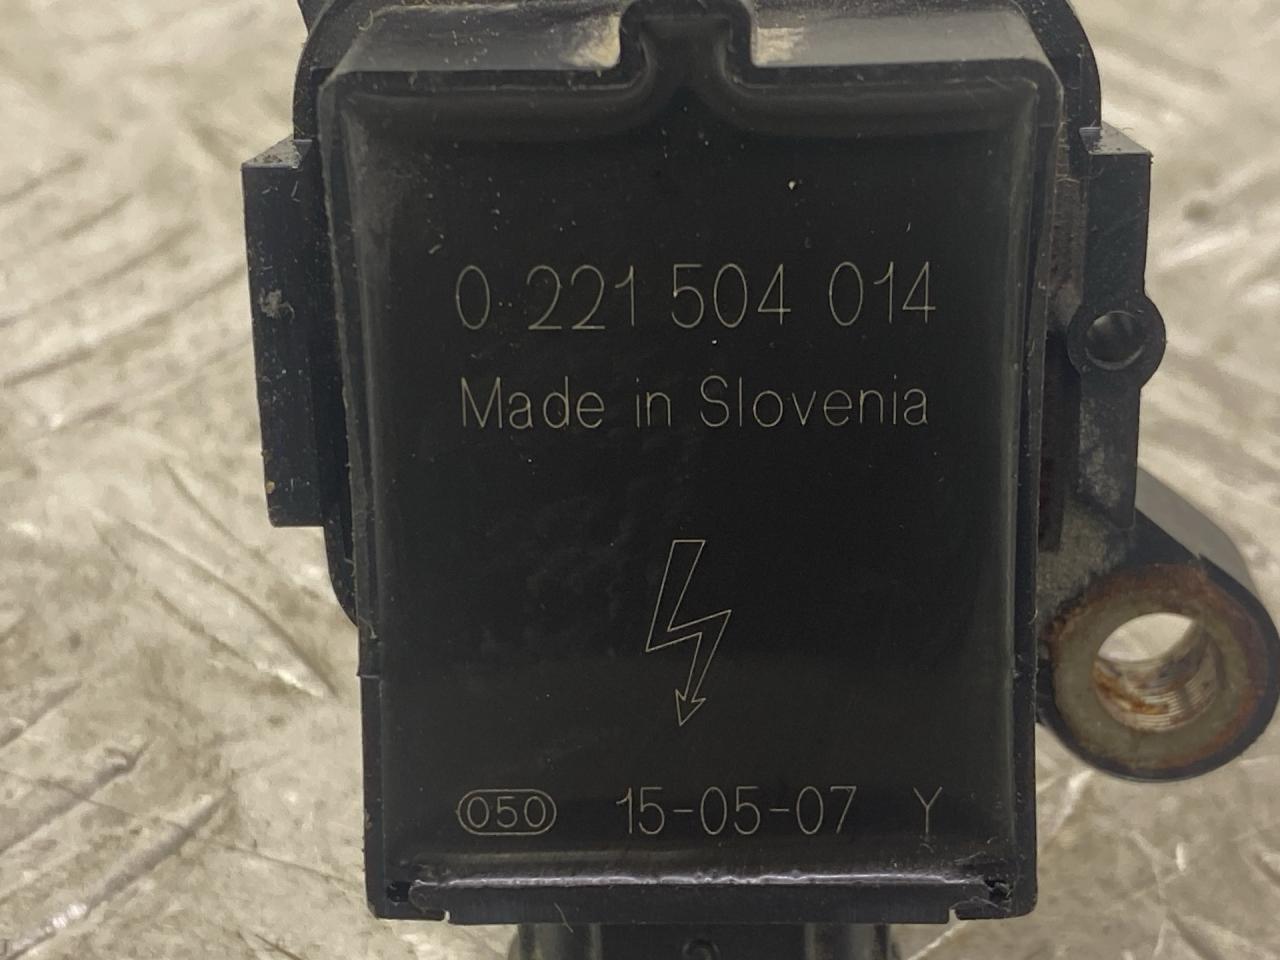 0 221 504 014
Made in Slovenia
050 15-05-07 Y